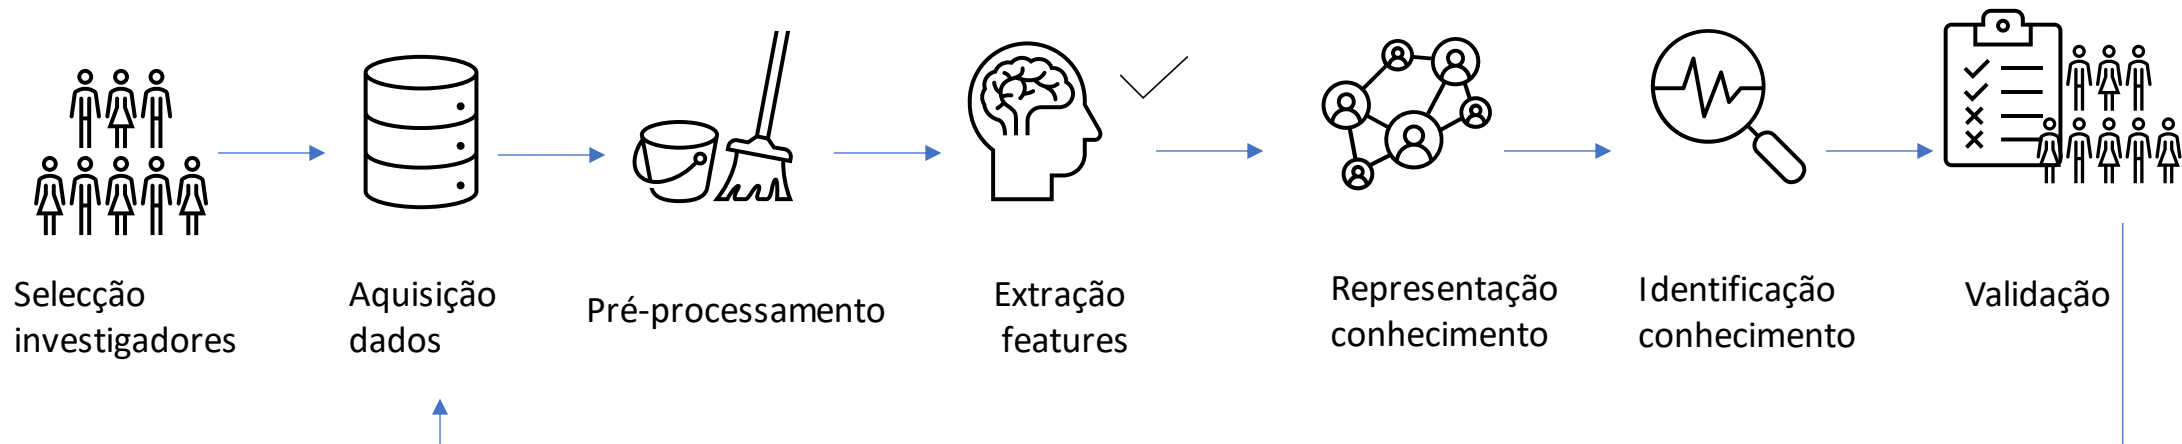 Selecção
investigadores
Aquisição
dados
Pré-processamento
Extração
features
Representação
conhecimento
Identificação
conhecimento
Validação